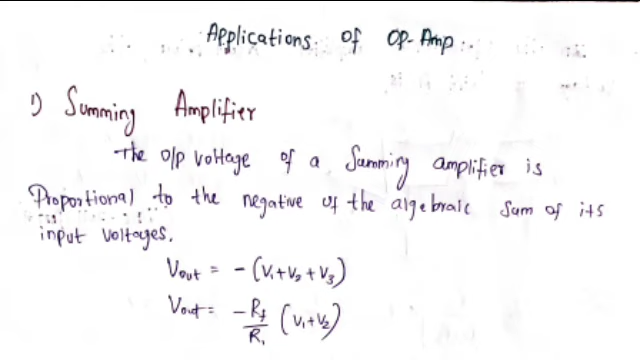 Applications of Op-Amp.
1) Summing Amplifier
The o/p voltage of a Summing amplifier is
Proportional to the negative of the algebraic sum of its
input voltages.
Vout = -(V1+V2+V3)
Vout = -Rf/R1 (V1+V2)